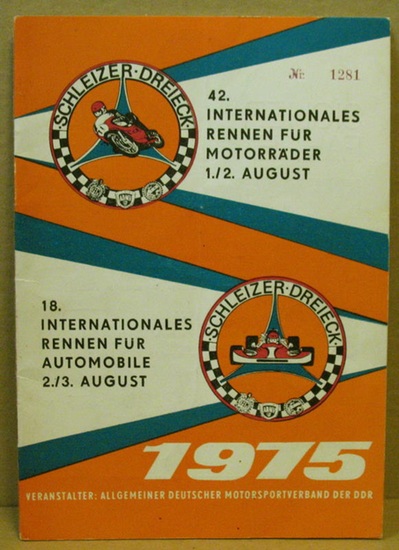 Nr. 1281
SCHLEIZER·DREIECK
42.
INTERNATIONALES
RENNEN FÜR
MOTORRÄDER
1./2. AUGUST
18.
INTERNATIONALES
RENNEN FÜR
AUTOMOBILE
2./3. AUGUST
SCHLEIZER·DREIECK
1975
VERANSTALTER: ALLGEMEINER DEUTSCHER MOTORSPORTVERBAND DER DDR